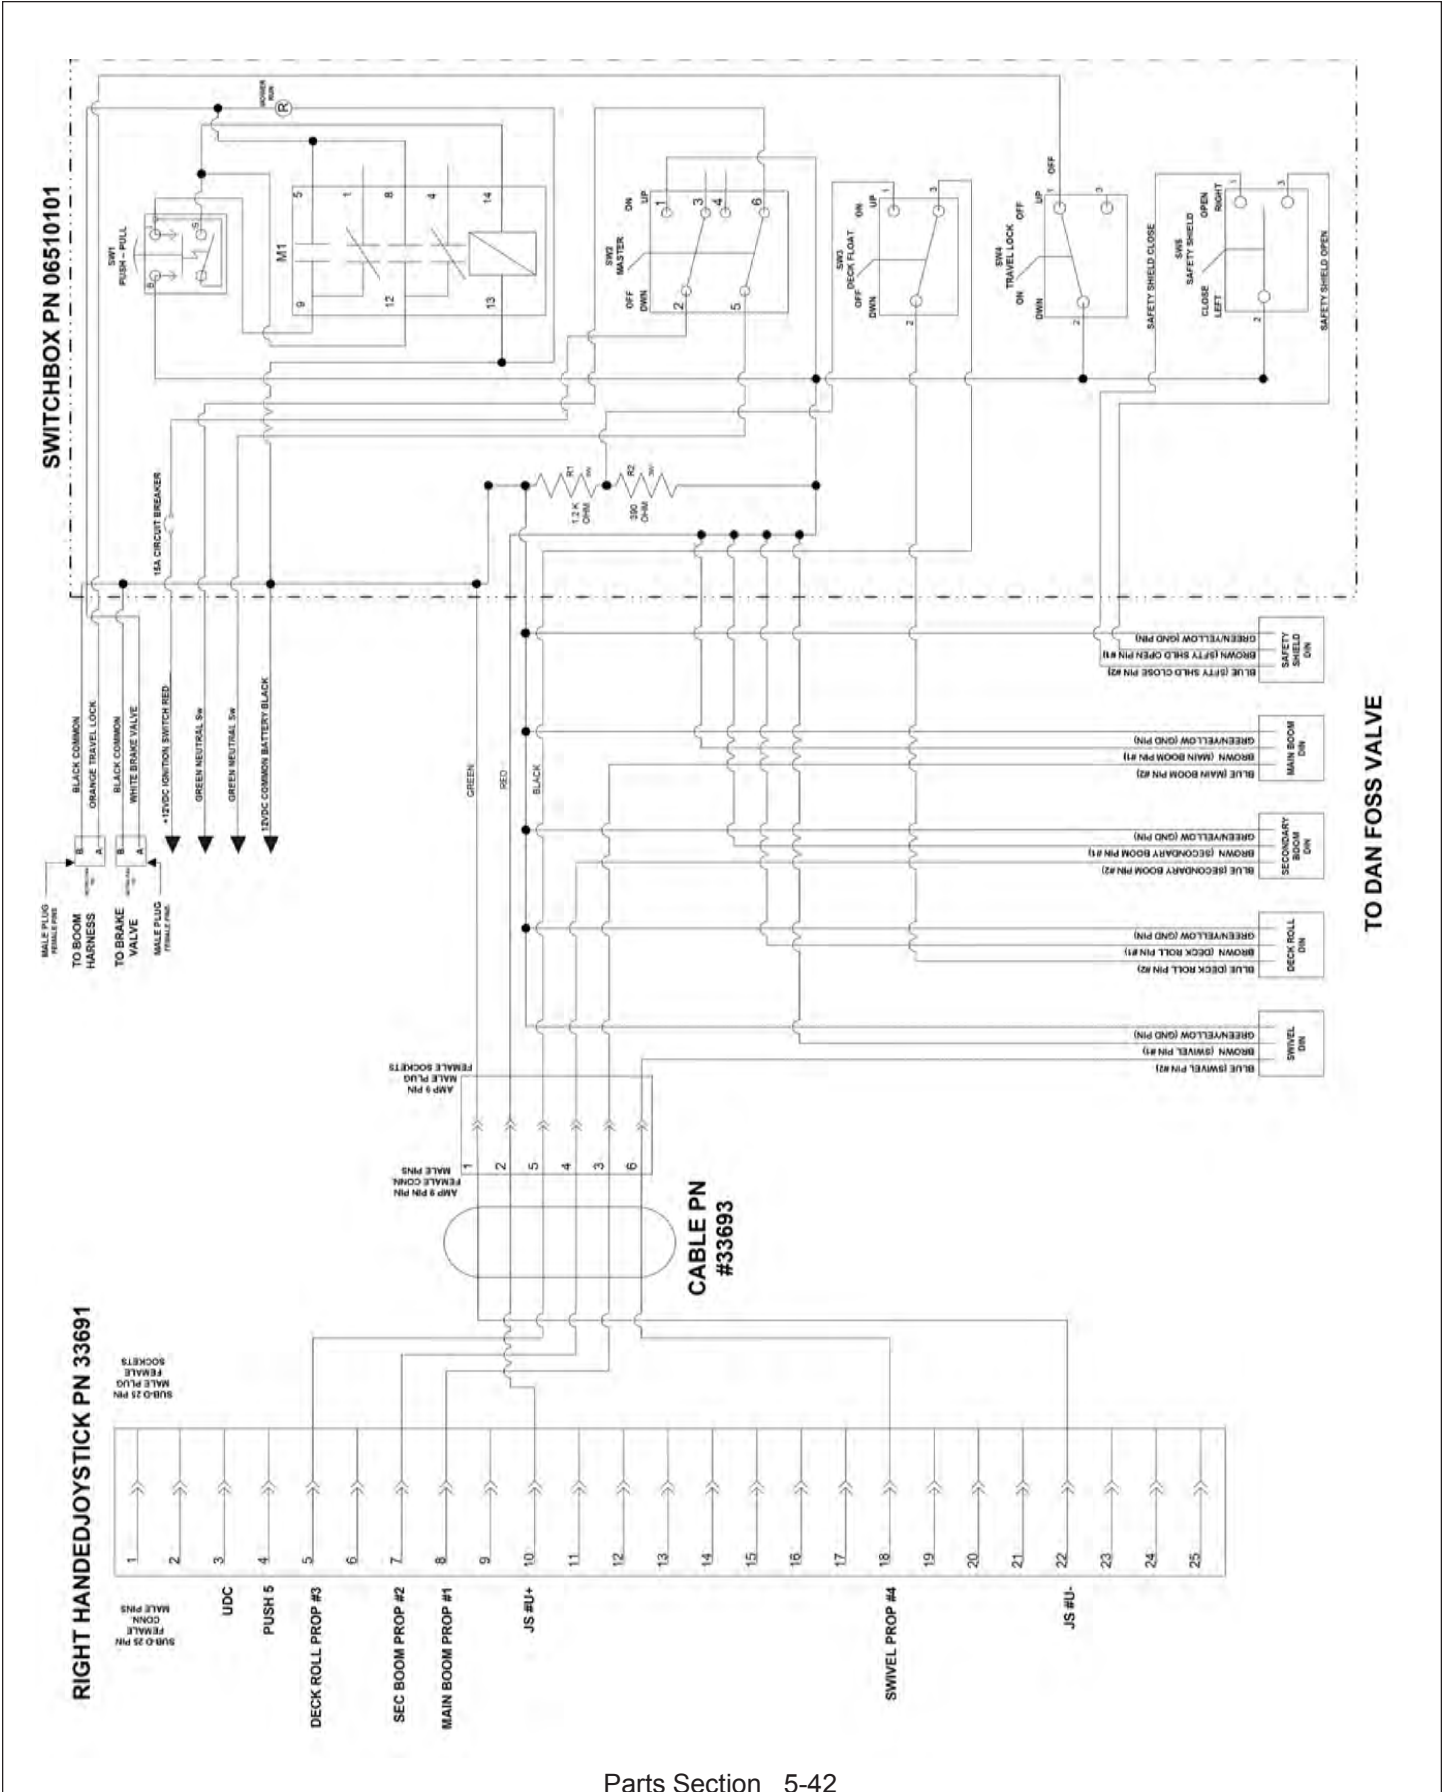 SWITCHBOX PN 06510101
MOWER
RUN
R
SW1
PUSH – PULL
M1
5
1
8
4
14
9
12
13
SW2
MASTER
ON
UP
OFF
DWN
1
3
4
6
2
5
SW3
DECK FLOAT
ON
UP
OFF
DWN
1
3
2
SW4
TRAVEL LOCK
OFF
UP
OFF
ON
DWN
1
3
2
SAFETY SHIELD CLOSE
SW5
SAFETY SHIELD
OPEN
RIGHT
CLOSE
LEFT
1
3
2
SAFETY SHIELD OPEN
15A CIRCUIT BREAKER
R1
1.2 K
OHM
R2
3W
390
OHM
BLACK COMMON
ORANGE TRAVEL LOCK
BLACK COMMON
WHITE BRAKE VALVE
+12VDC IGNITION SWITCH RED
GREEN NEUTRAL Sw
GREEN NEUTRAL Sw
12VDC COMMON BATTERY BLACK
B
A
B
A
MALE PLUG
FEMALE PINS
TO BOOM
HARNESS
TO BRAKE
VALVE
MALE PLUG
FEMALE PINS
GREEN
RED
BLACK
GREEN/YELLOW (GND PIN)
BROWN (SFTY SHLD OPEN PIN #1)
BLUE (SFTY SHLD CLOSE PIN #2)
SAFETY
SHIELD
DIN
GREEN/YELLOW (GND PIN)
BROWN (MAIN BOOM PIN #1)
BLUE (MAIN BOOM PIN #2)
MAIN BOOM
DIN
GREEN/YELLOW (GND PIN)
BROWN (SECONDARY BOOM PIN #1)
BLUE (SECONDARY BOOM PIN #2)
SECONDARY
BOOM
DIN
GREEN/YELLOW (GND PIN)
BROWN (DECK ROLL PIN #1)
BLUE (DECK ROLL PIN #2)
DECK ROLL
DIN
GREEN/YELLOW (GND PIN)
BROWN (SWIVEL PIN #1)
BLUE (SWIVEL PIN #2)
SWIVEL
DIN
TO DAN FOSS VALVE
AMP 9 PIN
MALE PLUG
FEMALE SOCKETS
AMP 9 PIN PIN
FEMALE CONN.
MALE PINS
1
2
5
4
3
6
CABLE PN
#33693
RIGHT HANDEDJOYSTICK PN 33691
SUB-D 25 PIN
MALE PLUG
FEMALE
SOCKETS
SUB-D 25 PIN
FEMALE
CONN.
MALE PINS
1
2
3
4
5
6
7
8
9
10
11
12
13
14
15
16
17
18
19
20
21
22
23
24
25
UDC
PUSH 5
DECK ROLL PROP #3
SEC BOOM PROP #2
MAIN BOOM PROP #1
JS #U+
SWIVEL PROP #4
JS #U-
Parts Section 5-42